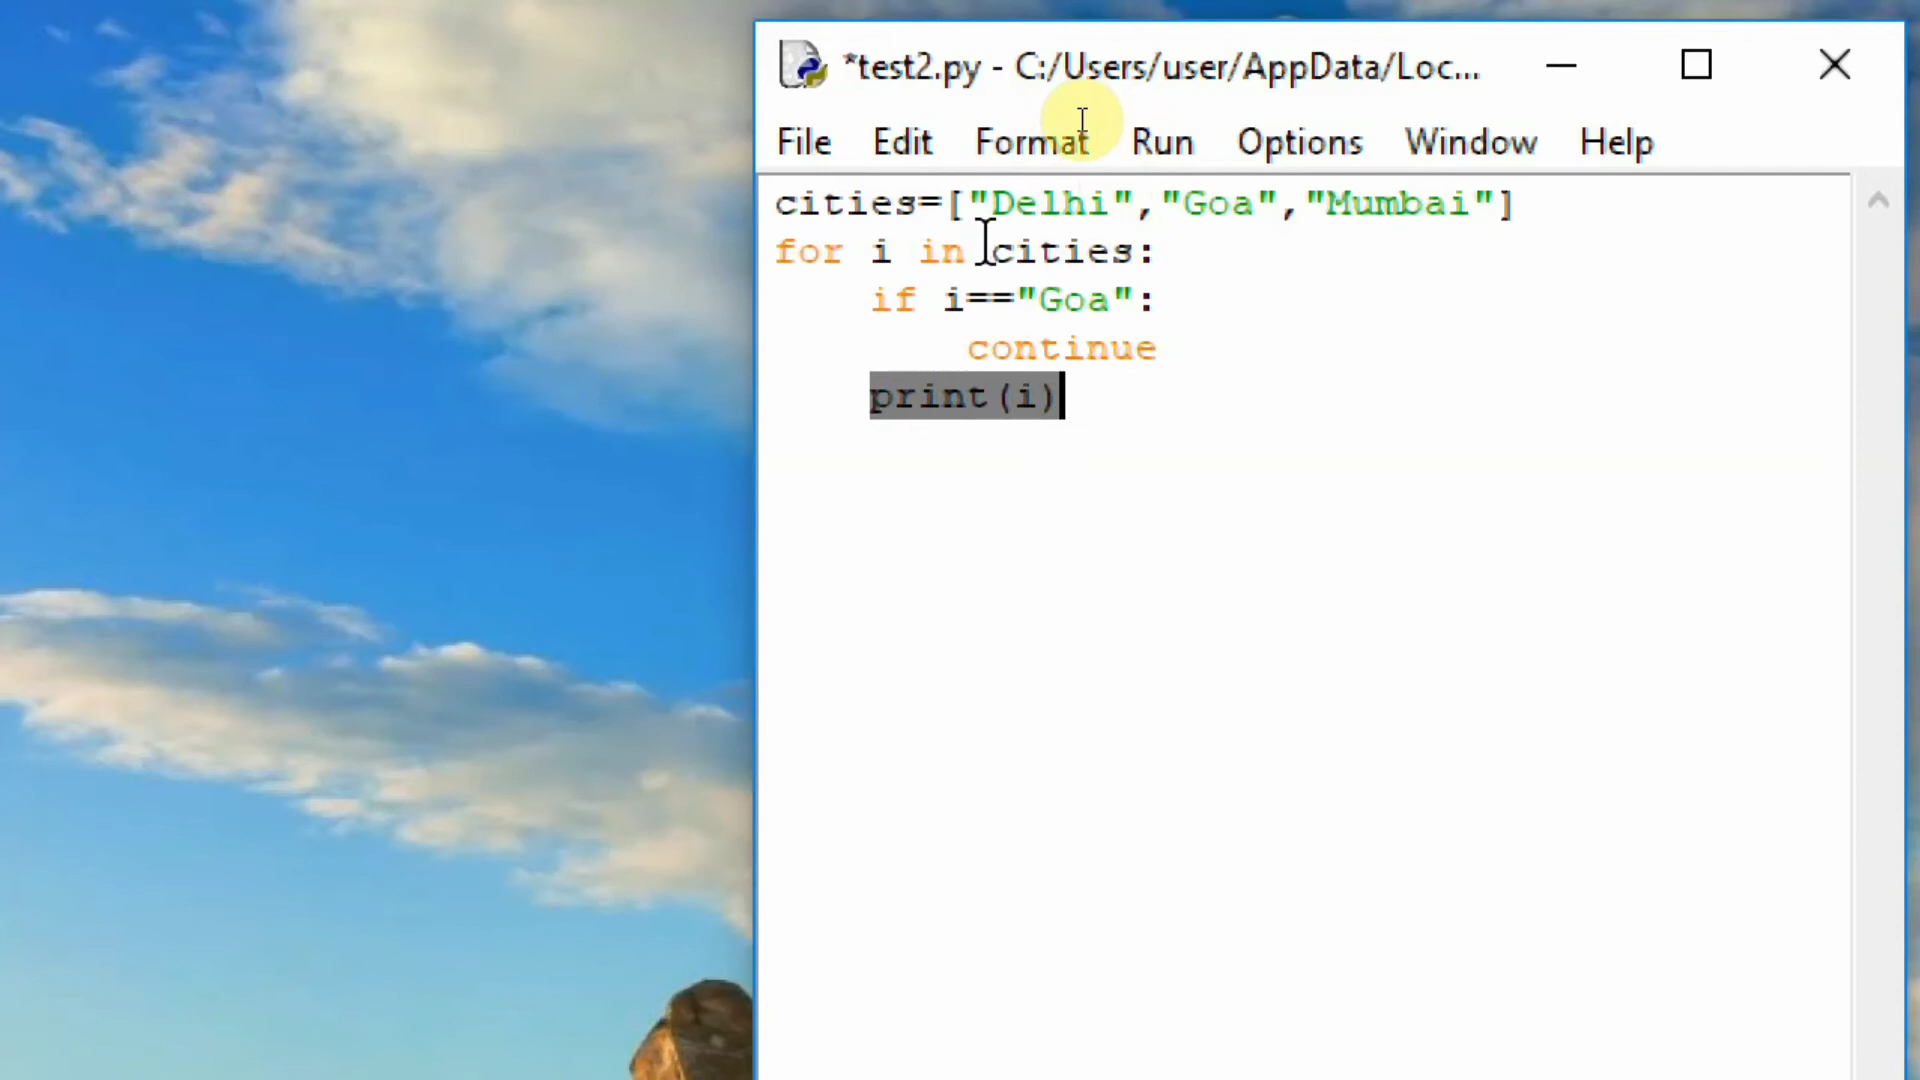 *test2.py - C:/Users/user/AppData/Loc...
File Edit Format Run Options Window Help
cities=["Delhi","Goa","Mumbai"]
for i in cities:
    if i=="Goa":
        continue
    print(i)